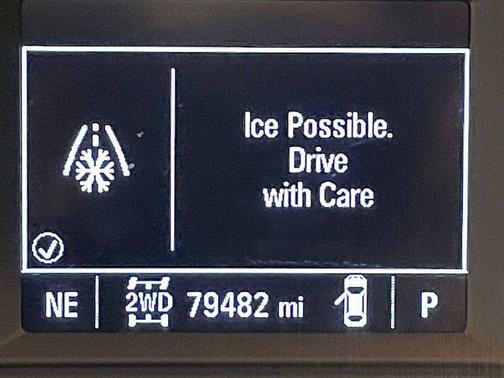 Ice Possible.
Drive
with Care
NE 2WD 79482 mi P